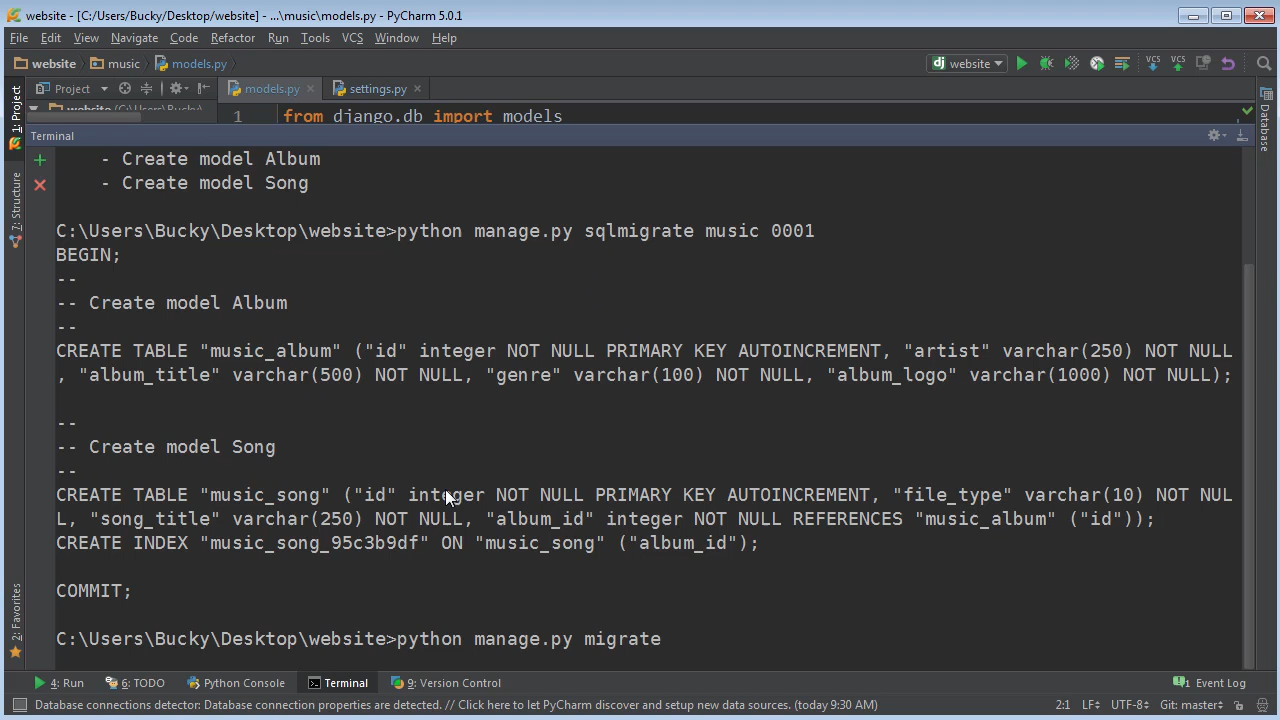 website - [C:/Users/Bucky/Desktop/website] - ...\music\models.py - PyCharm 5.0.1
File Edit View Navigate Code Refactor Run Tools VCS Window Help
website music models.py website VCS VCS
1: Project Project models.py settings.py
website (C:/Users/Bucky/Desktop/website)
1 from django.db import models
Database
Terminal
- Create model Album
- Create model Song
7: Structure
C:\Users\Bucky\Desktop\website>python manage.py sqlmigrate music 0001
BEGIN;
--
-- Create model Album
--
CREATE TABLE "music_album" ("id" integer NOT NULL PRIMARY KEY AUTOINCREMENT, "artist" varchar(250) NOT NULL
, "album_title" varchar(500) NOT NULL, "genre" varchar(100) NOT NULL, "album_logo" varchar(1000) NOT NULL);
--
-- Create model Song
--
CREATE TABLE "music_song" ("id" integer NOT NULL PRIMARY KEY AUTOINCREMENT, "file_type" varchar(10) NOT NUL
L, "song_title" varchar(250) NOT NULL, "album_id" integer NOT NULL REFERENCES "music_album" ("id"));
CREATE INDEX "music_song_95c3b9df" ON "music_song" ("album_id");
COMMIT;
2: Favorites
C:\Users\Bucky\Desktop\website>python manage.py migrate
4: Run 6: TODO Python Console Terminal 9: Version Control 1 Event Log
Database connections detector: Database connection properties are detected. // Click here to let PyCharm discover and setup new data sources. (today 9:30 AM) 2:1 LF UTF-8 Git: master